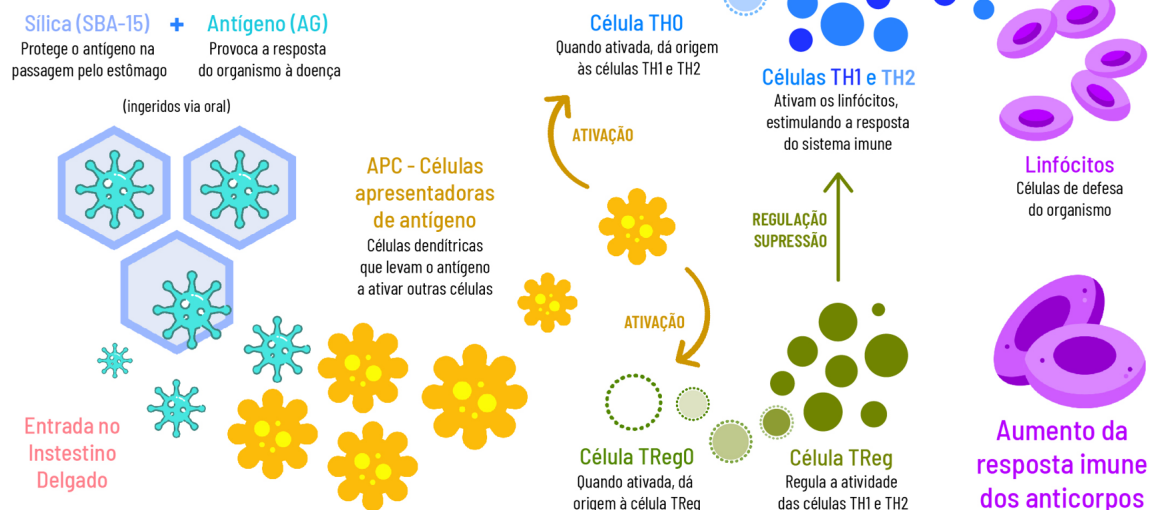 Sílica (SBA-15) + Antígeno (AG)
Protege o antígeno na
passagem pelo estômago
Provoca a resposta
do organismo à doença
(ingeridos via oral)
Entrada no
Instestino
Delgado
APC - Células
apresentadoras
de antígeno
Células dendítricas
que levam o antígeno
a ativar outras células
Célula TH0
Quando ativada, dá origem
às células TH1 e TH2
ATIVAÇÃO
ATIVAÇÃO
Célula TReg0
Quando ativada, dá
origem à célula TReg
Células TH1 e TH2
Ativam os linfócitos,
estimulando a resposta
do sistema imune
REGULAÇÃO
SUPRESSÃO
Célula TReg
Regula a atividade
das células TH1 e TH2
Linfócitos
Células de defesa
do organismo
Aumento da
resposta imune
dos anticorpos